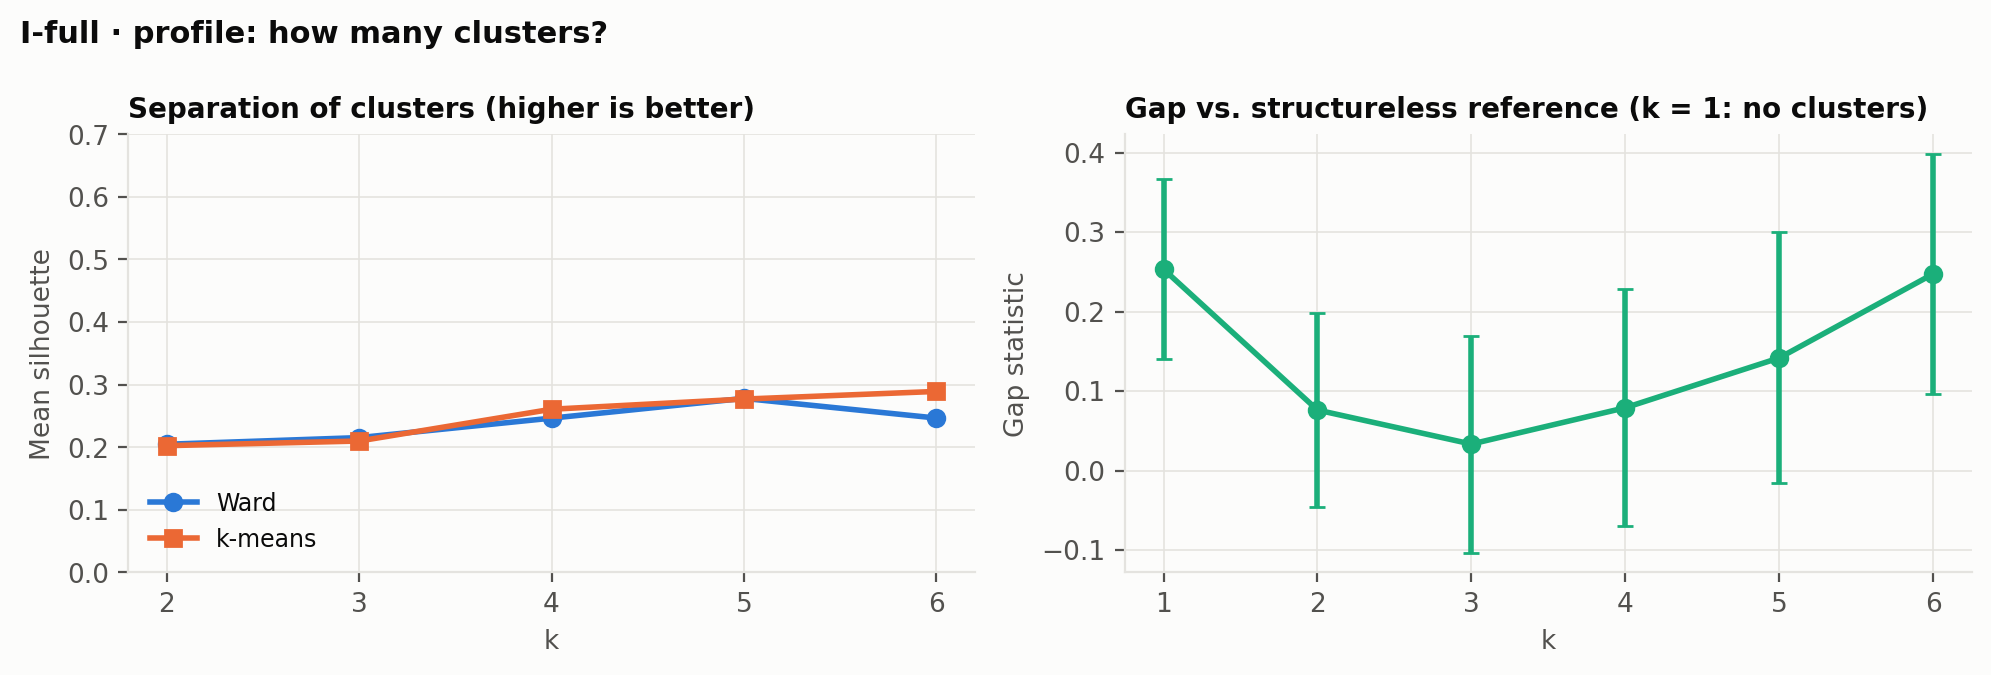 I-full · profile: how many clusters?
Separation of clusters (higher is better)
0.7
0.6
0.5
0.4
0.3
0.2
0.1
0.0
Mean silhouette
Ward
k-means
2 3 4 5 6
k
Gap vs. structureless reference (k = 1: no clusters)
0.4
0.3
0.2
0.1
0.0
−0.1
Gap statistic
1 2 3 4 5 6
k